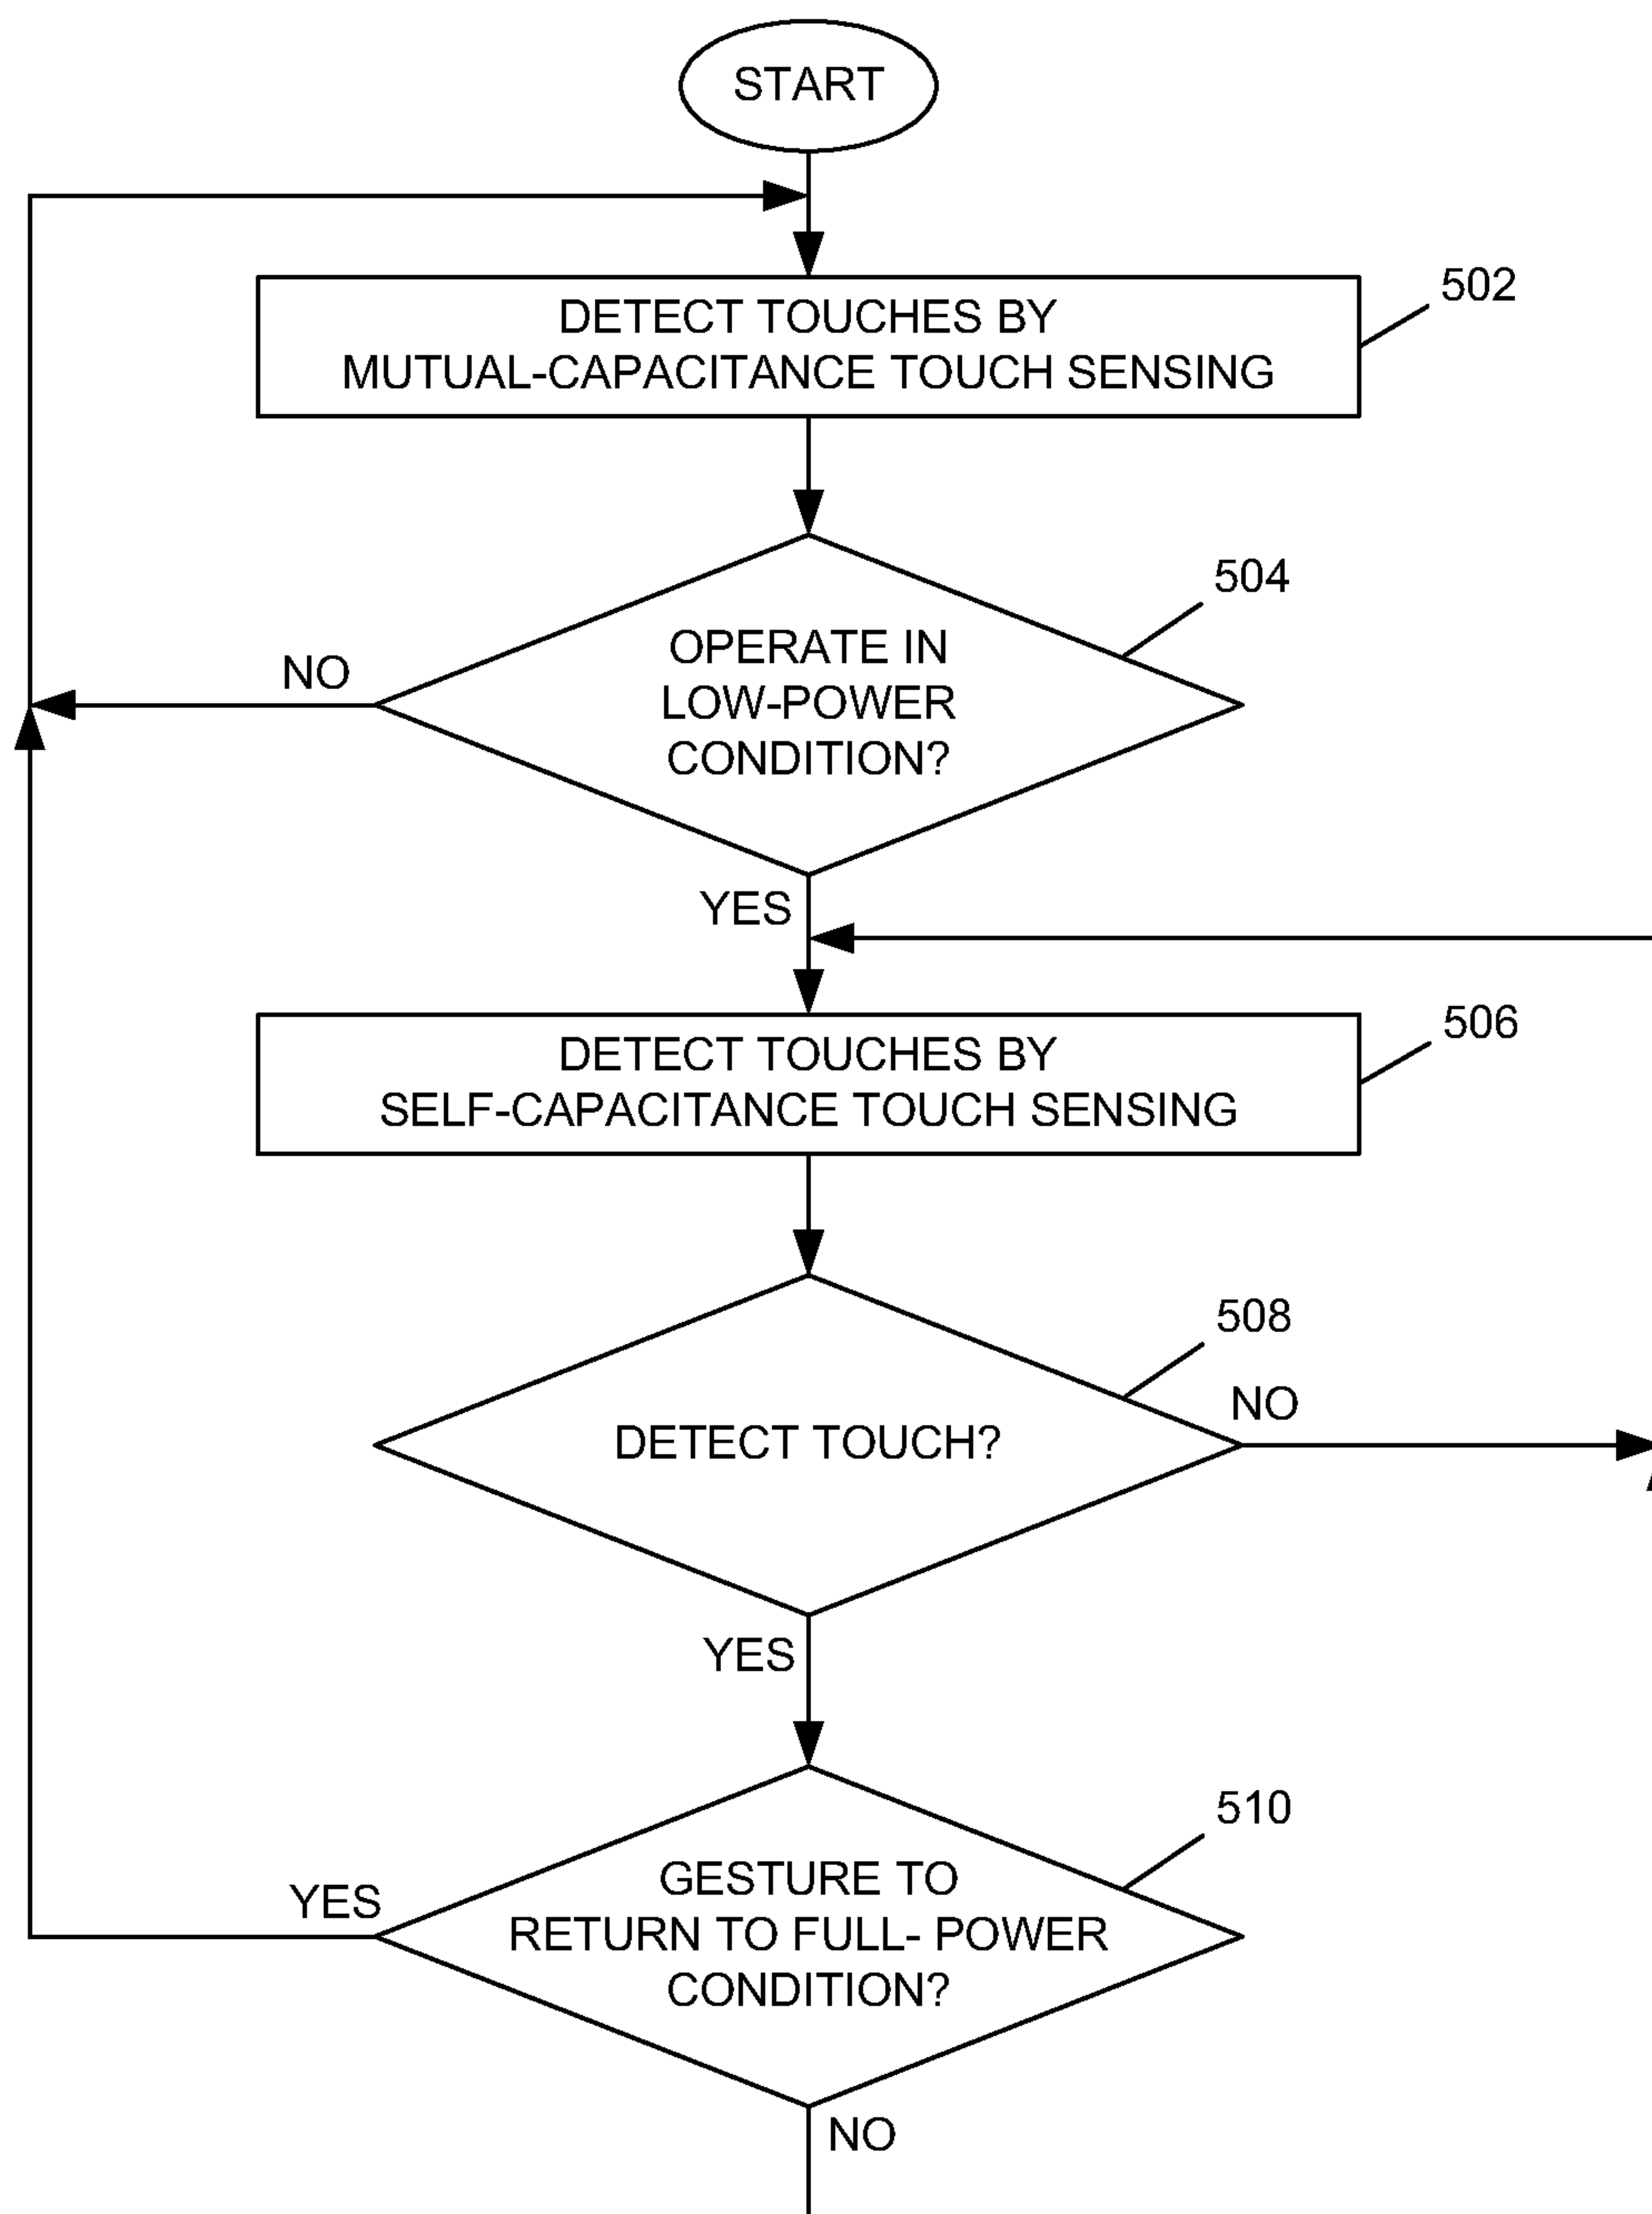 START
DETECT TOUCHES BY
MUTUAL-CAPACITANCE TOUCH SENSING
502
504
OPERATE IN
LOW-POWER
CONDITION?
NO
YES
DETECT TOUCHES BY
SELF-CAPACITANCE TOUCH SENSING
506
508
DETECT TOUCH?
NO
YES
510
GESTURE TO
RETURN TO FULL- POWER
CONDITION?
YES
NO